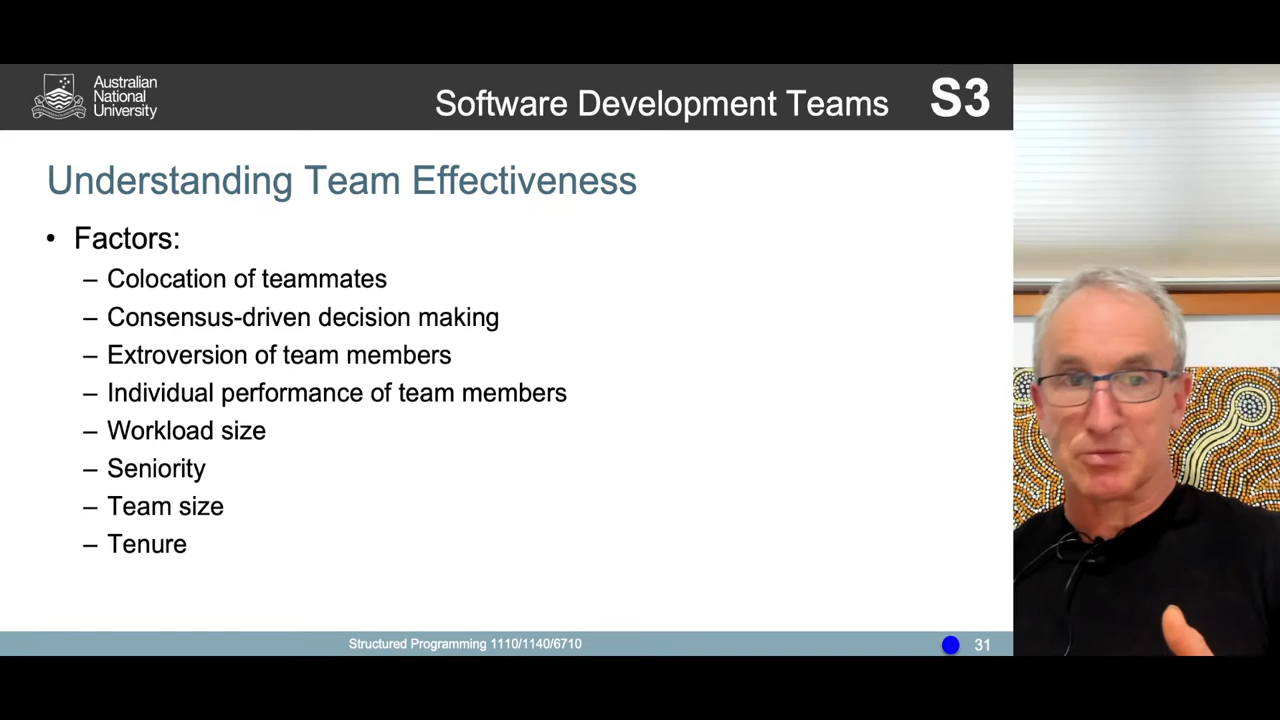 Australian
National
University
Software Development Teams S3
Understanding Team Effectiveness
• Factors:
– Colocation of teammates
– Consensus-driven decision making
– Extroversion of team members
– Individual performance of team members
– Workload size
– Seniority
– Team size
– Tenure
Structured Programming 1110/1140/6710
31